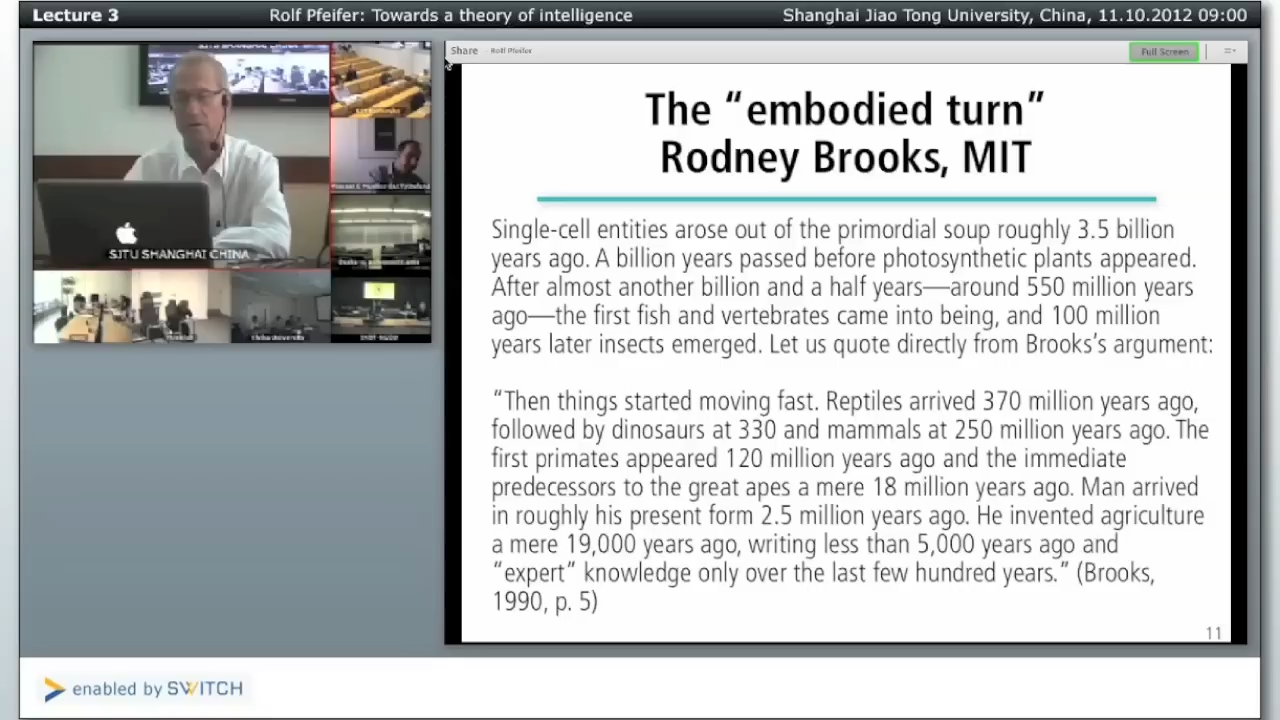 Lecture 3
Rolf Pfeifer: Towards a theory of intelligence
Shanghai Jiao Tong University, China, 11.10.2012 09:00
Share - Rolf Pfeifer
Full Screen
SJTU SHANGHAI CHINA
The “embodied turn”
Rodney Brooks, MIT
Single-cell entities arose out of the primordial soup roughly 3.5 billion
years ago. A billion years passed before photosynthetic plants appeared.
After almost another billion and a half years—around 550 million years
ago—the first fish and vertebrates came into being, and 100 million
years later insects emerged. Let us quote directly from Brooks’s argument:
“Then things started moving fast. Reptiles arrived 370 million years ago,
followed by dinosaurs at 330 and mammals at 250 million years ago. The
first primates appeared 120 million years ago and the immediate
predecessors to the great apes a mere 18 million years ago. Man arrived
in roughly his present form 2.5 million years ago. He invented agriculture
a mere 19,000 years ago, writing less than 5,000 years ago and
“expert” knowledge only over the last few hundred years.” (Brooks,
1990, p. 5)
11
enabled by SWITCH